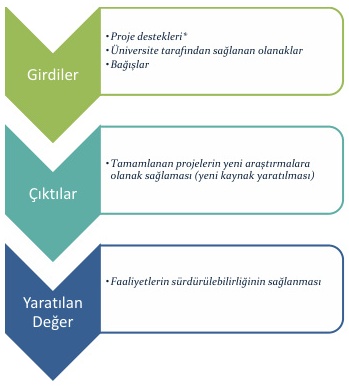 Girdiler
•Proje destekleri*
•Üniversite tarafından sağlanan olanaklar
•Bağışlar
Çıktılar
•Tamamlanan projelerin yeni araştırmalara
olanak sağlaması (yeni kaynak yaratılması)
Yaratılan
Değer
•Faaliyetlerin sürdürülebilirliğinin sağlanması